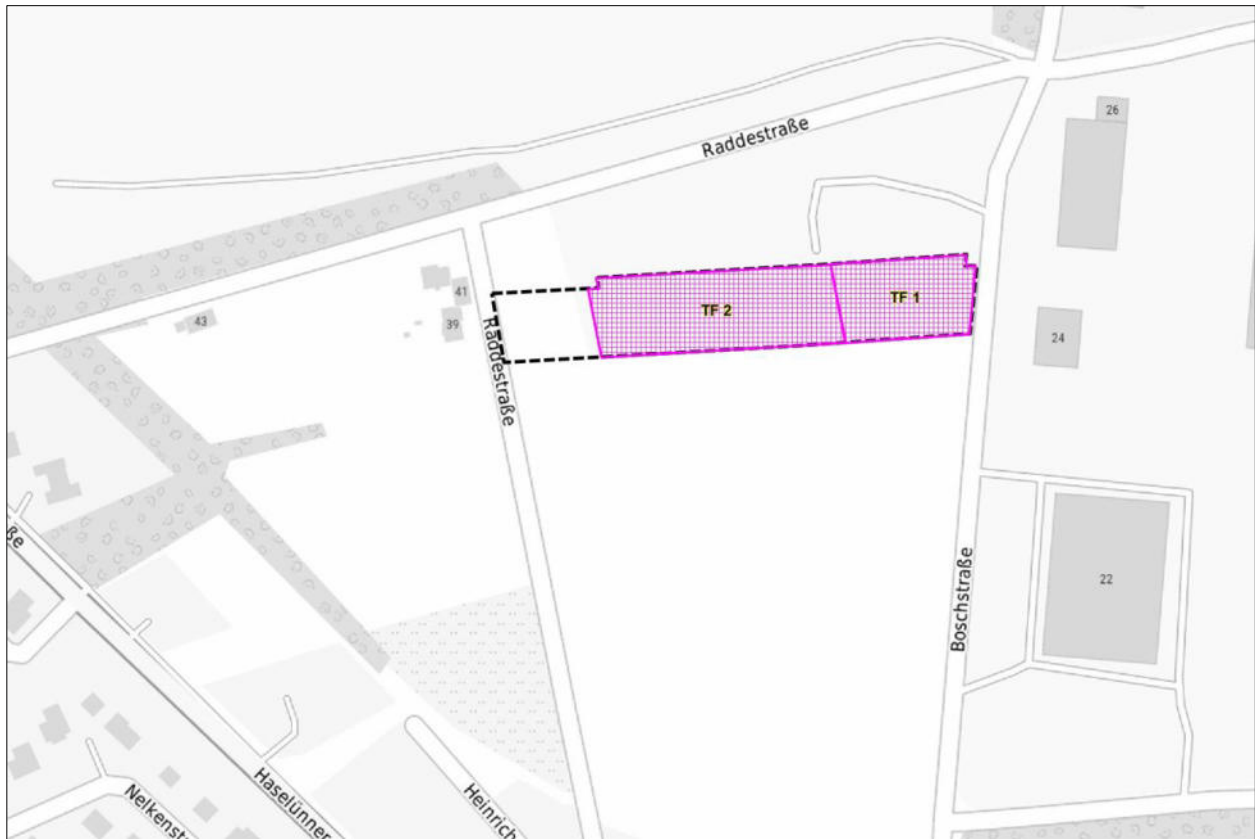 26
Raddestraße
41
43
39
Raddestraße
TF 2
TF 1
24
ße
22
Boschstraße
Haselünner
Heinrich
Nelkenst